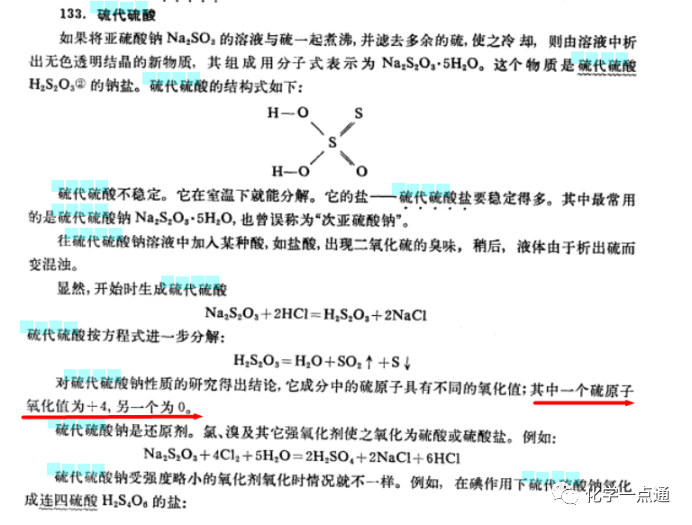 133. 硫代硫酸
如果将亚硫酸钠 Na₂SO₃ 的溶液与硫一起煮沸,并滤去多余的硫,使之冷却, 则由溶液中析
出无色透明结晶的新物质, 其组成用分子式表示为 Na₂S₂O₃·5H₂O。这个物质是硫代硫酸
H₂S₂O₃② 的钠盐。硫代硫酸的结构式如下:
H—O S
S
H—O O
硫代硫酸不稳定。它在室温下就能分解。它的盐——硫代硫酸盐要稳定得多。其中最常用
的是硫代硫酸钠 Na₂S₂O₃·5H₂O, 也曾误称为“次亚硫酸钠”。
往硫代硫酸钠溶液中加入某种酸,如盐酸,出现二氧化硫的臭味, 稍后, 液体由于析出硫而
变混浊。
显然,开始时生成硫代硫酸
Na₂S₂O₃+2HCl=H₂S₂O₃+2NaCl
硫代硫酸按方程式进一步分解:
H₂S₂O₃=H₂O+SO₂↑+S↓
对硫代硫酸钠性质的研究得出结论,它成分中的硫原子具有不同的氧化值;其中一个硫原子
氧化值为+4,另一个为0。
硫代硫酸钠是还原剂。氯、溴及其它强氧化剂使之氧化为硫酸或硫酸盐。例如:
Na₂S₂O₃+4Cl₂+5H₂O=2H₂SO₄+2NaCl+6HCl
硫代硫酸钠受强度略小的氧化剂氧化时情况就不一样。例如, 在碘作用下硫代硫酸钠氧化
成连四硫酸 H₂S₄O₆ 的盐:
化学一点通